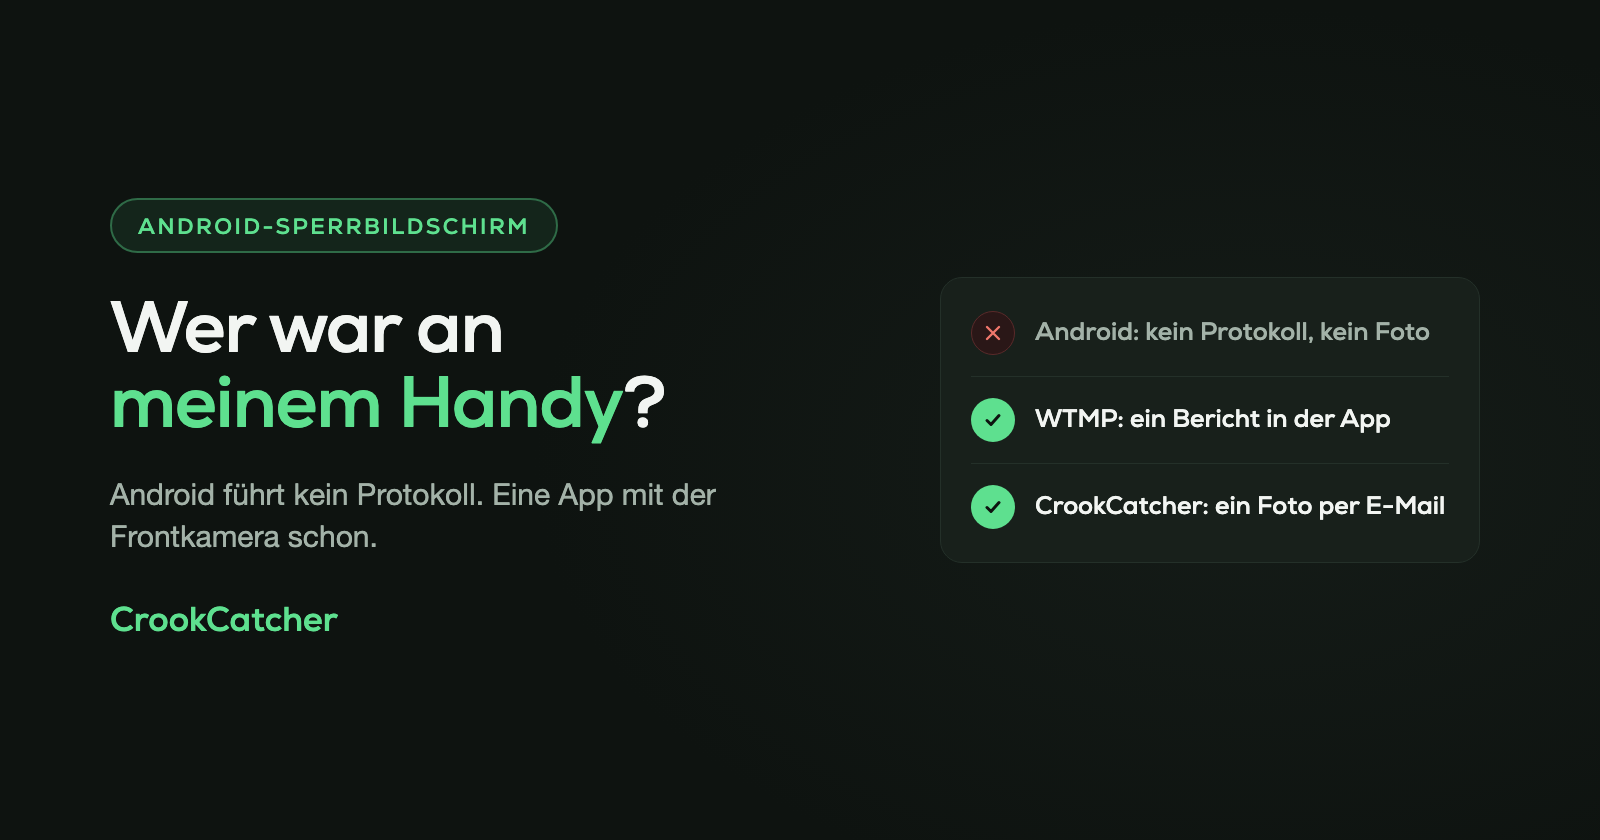 ANDROID-SPERRBILDSCHIRM
Wer war an
meinem Handy?
Android führt kein Protokoll. Eine App mit der
Frontkamera schon.
CrookCatcher
Android: kein Protokoll, kein Foto
WTMP: ein Bericht in der App
CrookCatcher: ein Foto per E-Mail